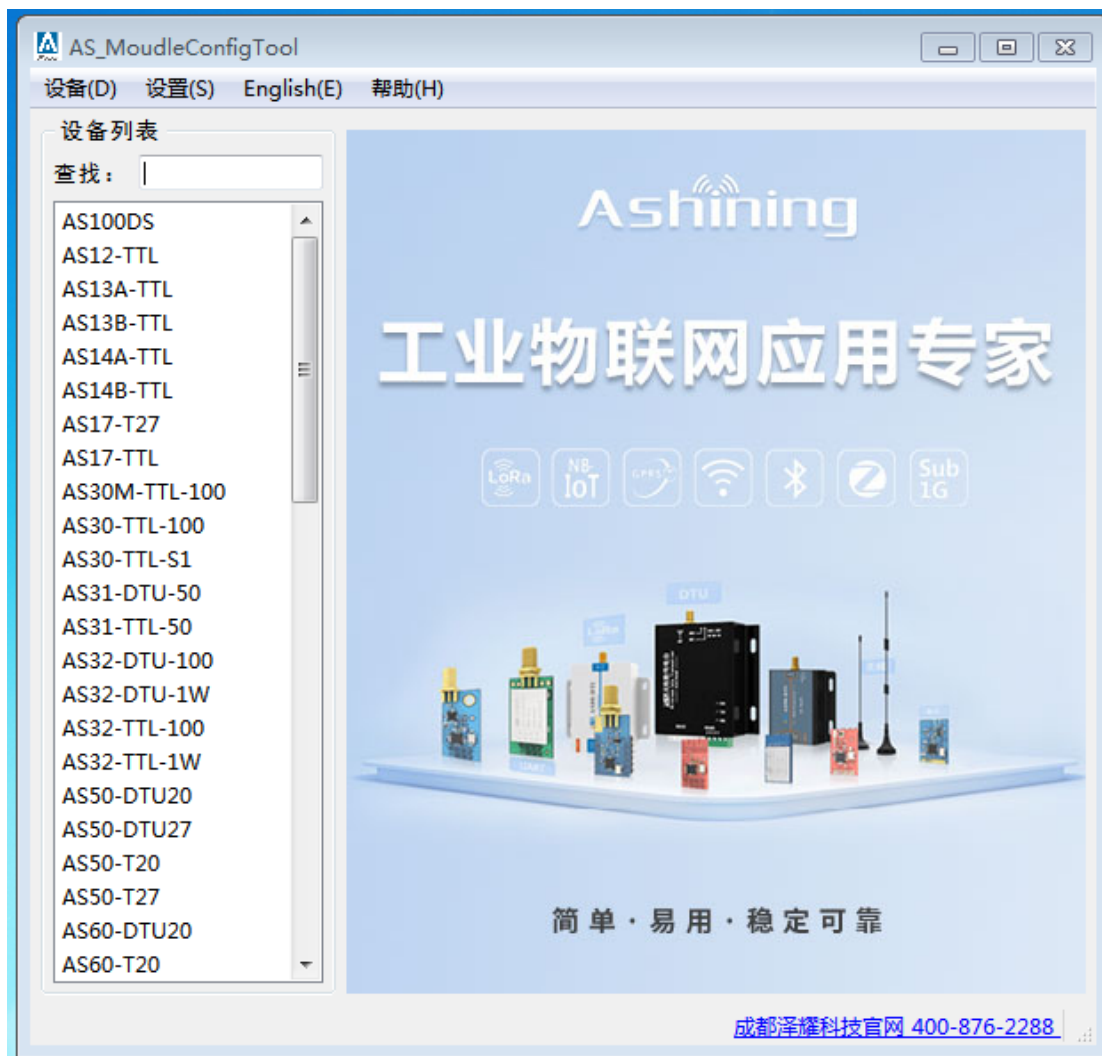 AS_MoudleConfigTool
设备(D) 设置(S) English(E) 帮助(H)
设备列表
查找：
AS100DS
AS12-TTL
AS13A-TTL
AS13B-TTL
AS14A-TTL
AS14B-TTL
AS17-T27
AS17-TTL
AS30M-TTL-100
AS30-TTL-100
AS30-TTL-S1
AS31-DTU-50
AS31-TTL-50
AS32-DTU-100
AS32-DTU-1W
AS32-TTL-100
AS32-TTL-1W
AS50-DTU20
AS50-DTU27
AS50-T20
AS50-T27
AS60-DTU20
AS60-T20
Ashining
工业物联网应用专家
LoRa
NB-
IoT
GPRS
Sub
1G
DTU
LoRa
UART
简单·易用·稳定可靠
成都泽耀科技官网 400-876-2288